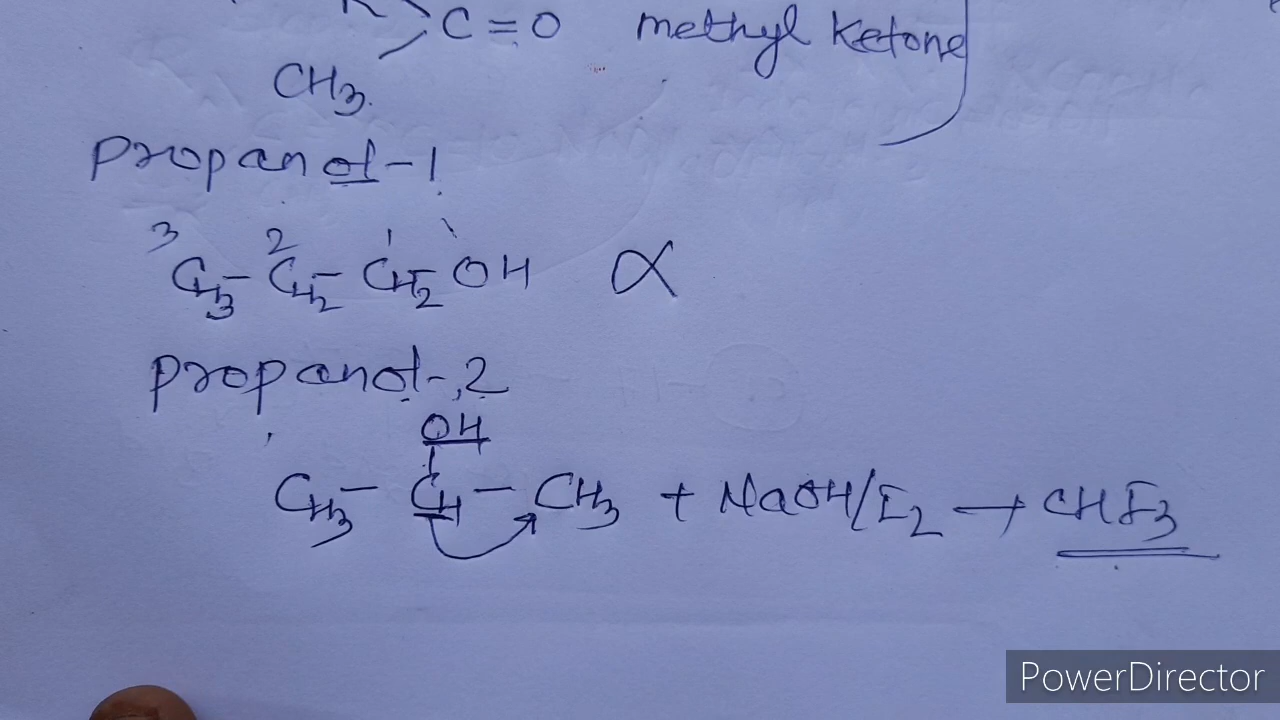 R
C=O methyl ketone
CH3
propanol-1
3 2 1
CH3-CH2-CH2OH α
propanol-2
OH
CH3-CH-CH3 + NaOH/I2 → CHI3
PowerDirector